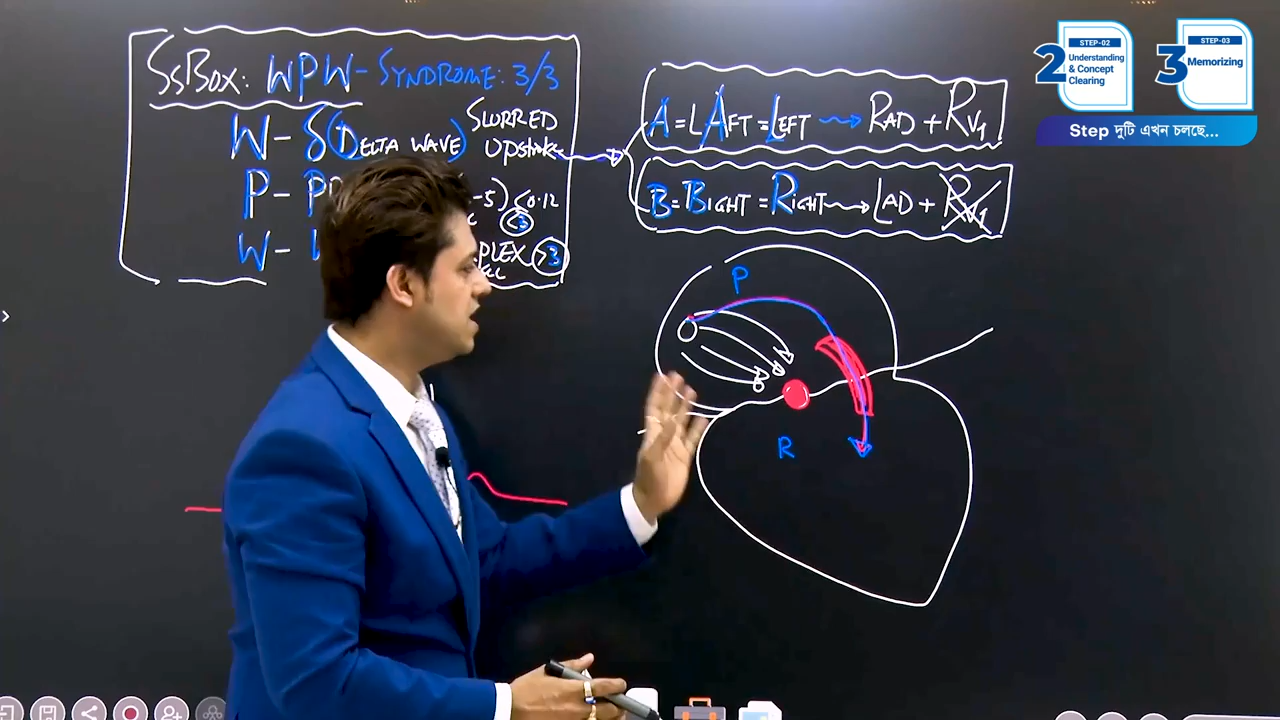 SSBOX: WPW- SYNDROME: 3/3
W- δ(DELTA WAVE) SLURRED UPSTAKE
P- -5) ≤0.12
<3
W- PLEX >3
A = LAFT = LEFT → RAD + RV1
B = BIGHT = RIGHT → LAD + RV1
P
R
2 STEP-02
Understanding
& Concept
Clearing
3 STEP-03
Memorizing
Step দুটি এখন চলছে...